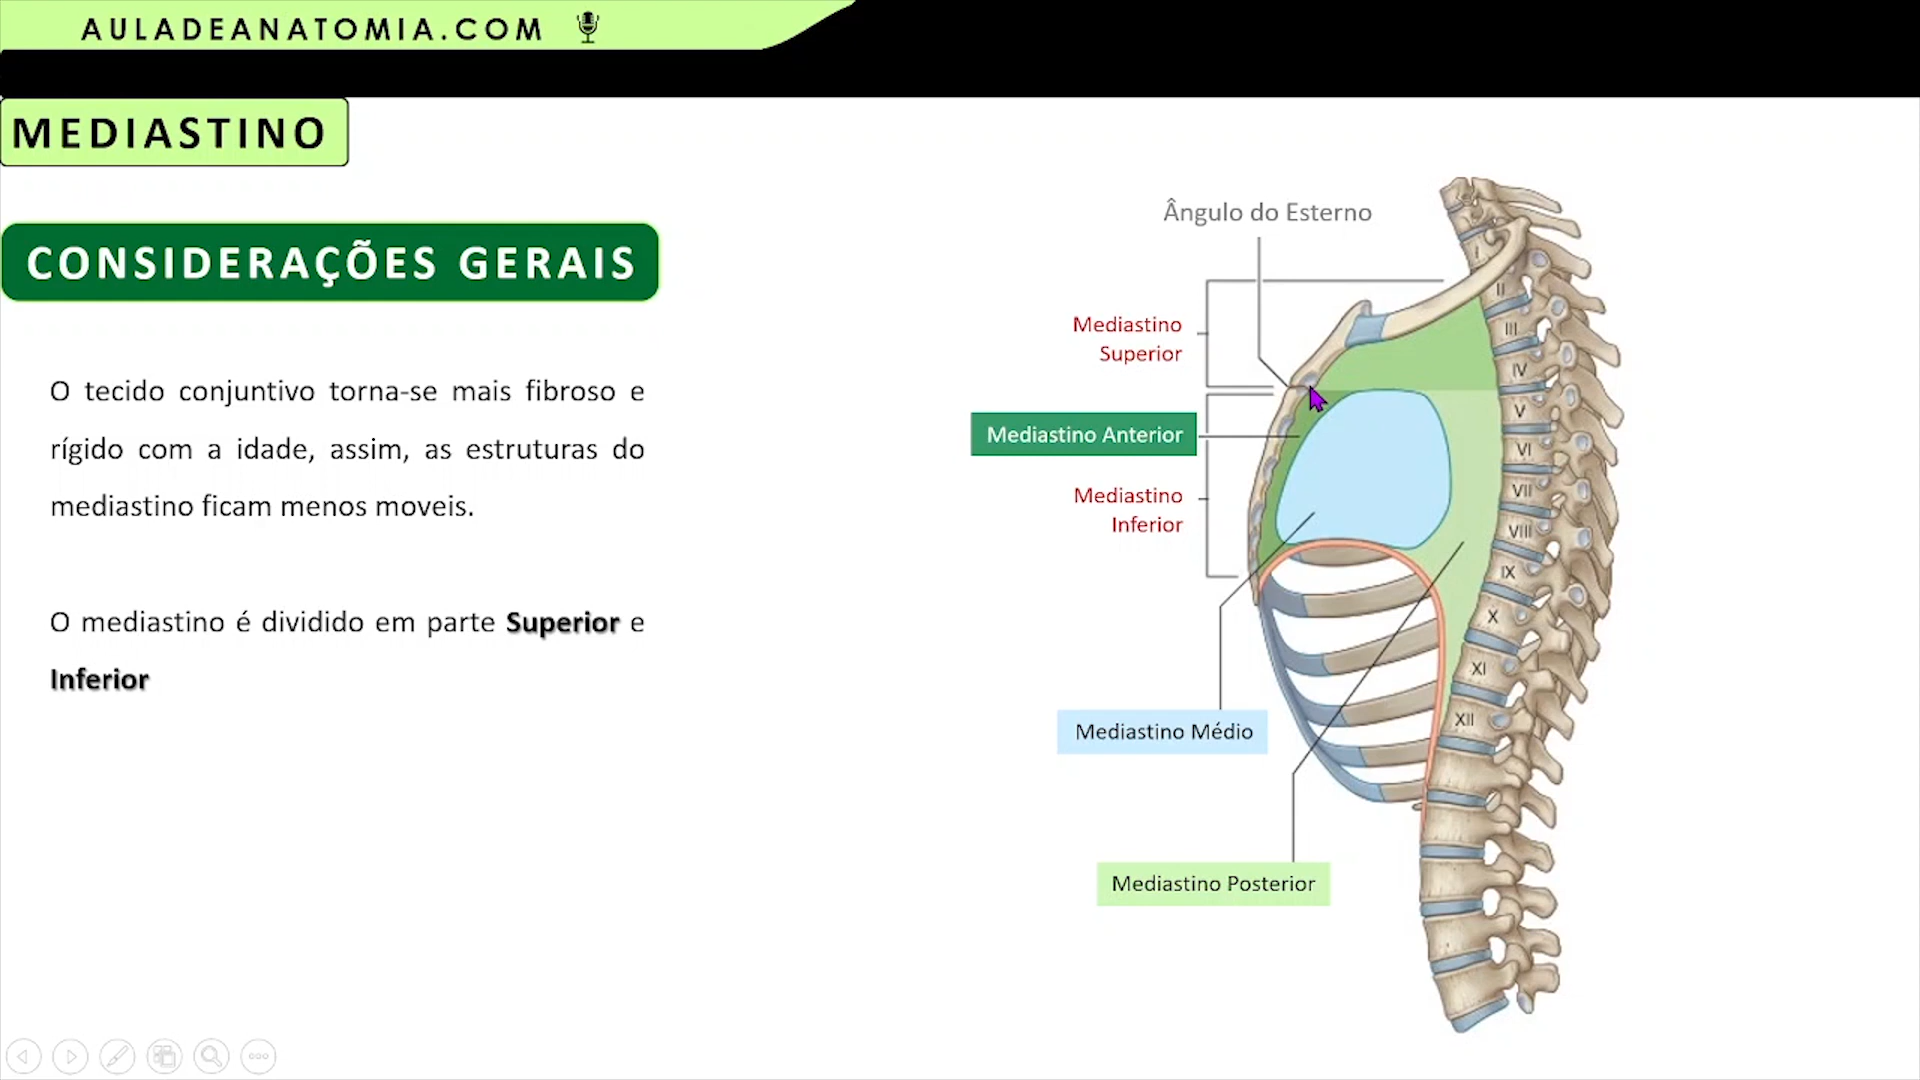 AULADEANATOMIA.COM
MEDIASTINO
CONSIDERAÇÕES GERAIS
O tecido conjuntivo torna-se mais fibroso e
rígido com a idade, assim, as estruturas do
mediastino ficam menos moveis.
O mediastino é dividido em parte Superior e
Inferior
Ângulo do Esterno
Mediastino
Superior
Mediastino Anterior
Mediastino
Inferior
Mediastino Médio
Mediastino Posterior
I
II
III
IV
V
VI
VII
VIII
IX
X
XI
XII